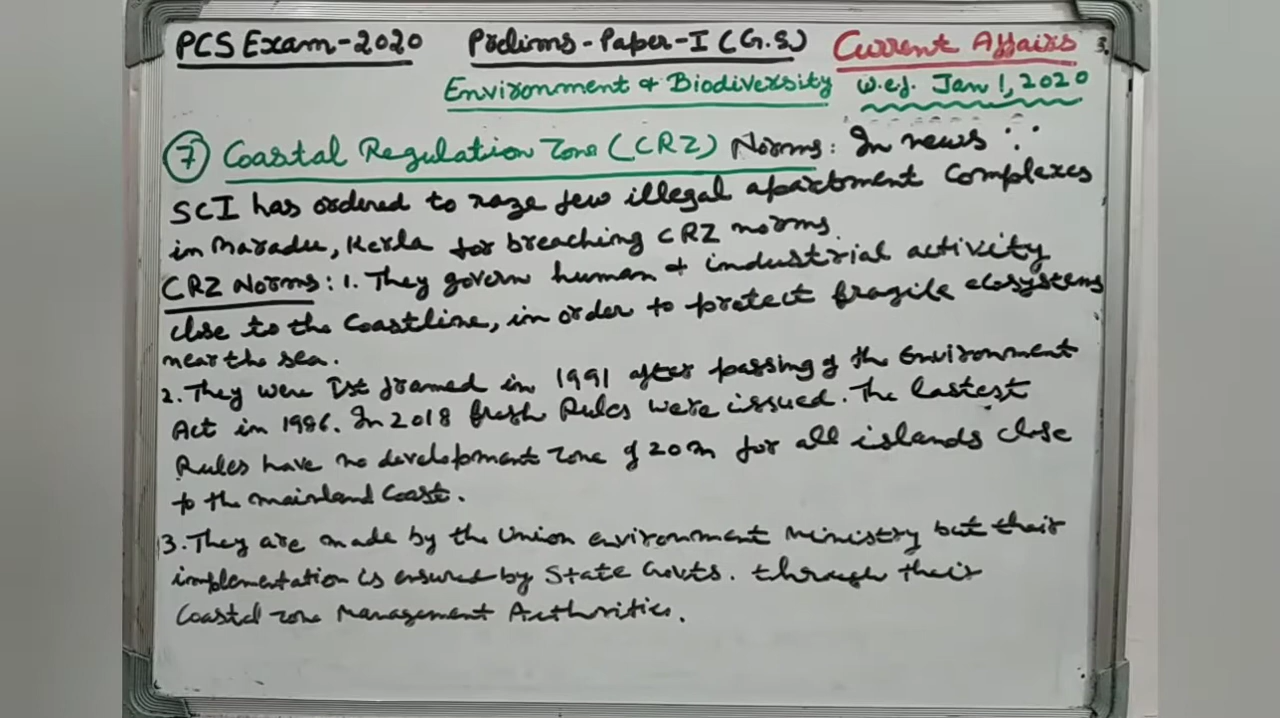 PCS Exam-2020 Prelims-Paper-I (G.S) Current Affairs 3.
Environment & Biodiversity w.e.f. Jan 1, 2020
7 Coastal Regulation Zone (CRZ) Norms: In news ∵
SCI has ordered to raze few illegal apartment Complexes
in Maradu, Kerla for breaching CRZ norms.
CRZ Norms: 1. They govern human & industrial activity
close to the Coastline, in order to protect fragile ecosystems
near the sea.
2. They were Ist framed in 1991 after passing of the Environment
Act in 1986. In 2018 fresh Rules were issued. The lastest
Rules have no development zone of 20m for all islands close
to the mainland Coast.
3. They are made by the Union environment Ministry but their
implementation is ensured by State Govts. through their
Coastal zone Management Authorities.